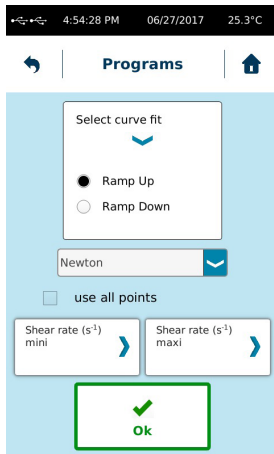 4:54:28 PM 06/27/2017 25.3°C
Programs
Select curve fit
Ramp Up
Ramp Down
Newton
use all points
Shear rate (s⁻¹) Shear rate (s⁻¹)
mini maxi
Ok